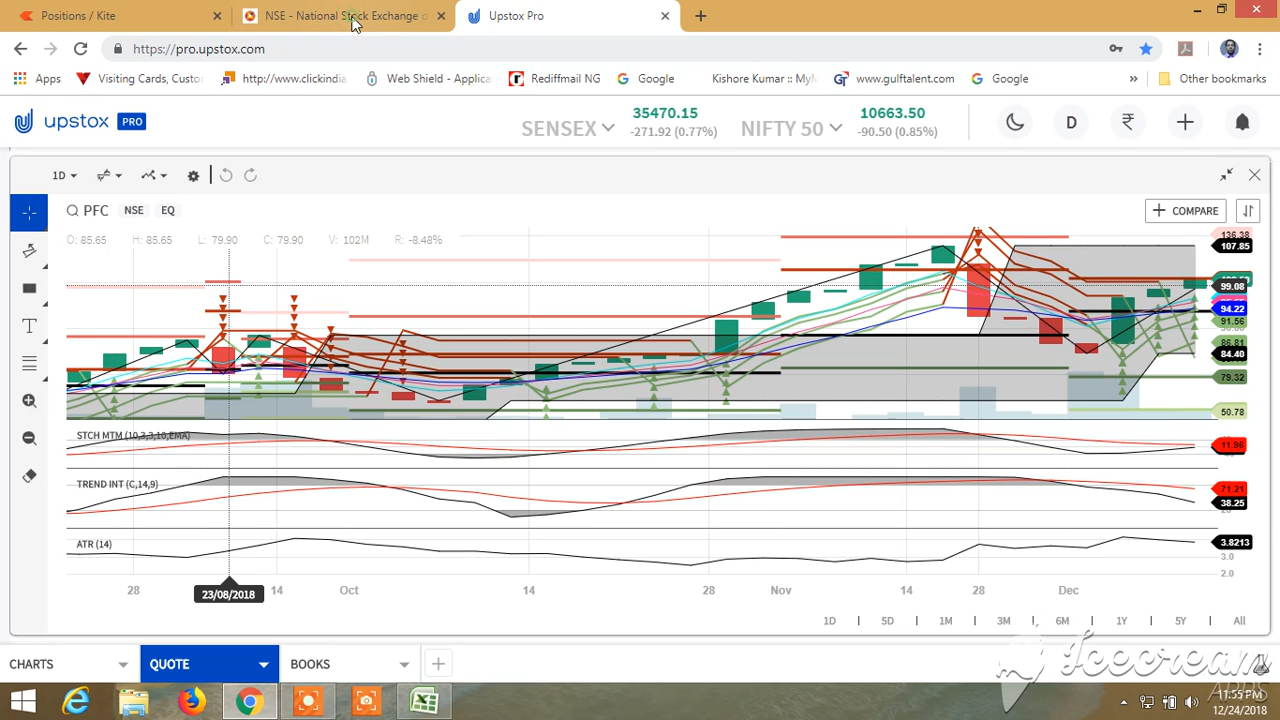 Positions / Kite
NSE - National Stock Exchange o
Upstox Pro
https://pro.upstox.com
Apps
Visiting Cards, Custo
http://www.clickindia
Web Shield - Applica
Rediffmail NG
Google
Kishore Kumar :: MyM
www.gulftalent.com
Google
»
Other bookmarks
upstox PRO
SENSEX
35470.15
-271.92 (0.77%)
NIFTY 50
10663.50
-90.50 (0.85%)
D
₹
1D
PFC NSE EQ
+ COMPARE
O: 85.65 H: 85.65 L: 79.90 C: 79.90 V: 102M R: -8.48%
T
136.38
107.85
99.08
94.22
91.56
86.81
84.40
79.32
50.78
STCH MTM (10,3,3,10,EMA)
11.96
TREND INT (C,14,9)
71.21
38.25
ATR (14)
3.8213
3.0
2.0
28 14 Oct 14 28 Nov 14 28 Dec
23/08/2018
1D 5D 1M 3M 6M 1Y 5Y All
CHARTS
QUOTE
BOOKS
Icecream
APPS
11:55 PM
12/24/2018